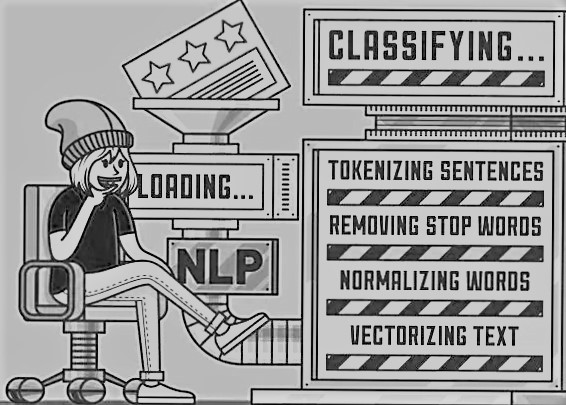 CLASSIFYING...
LOADING...
TOKENIZING SENTENCES
REMOVING STOP WORDS
NLP
NORMALIZING WORDS
VECTORIZING TEXT